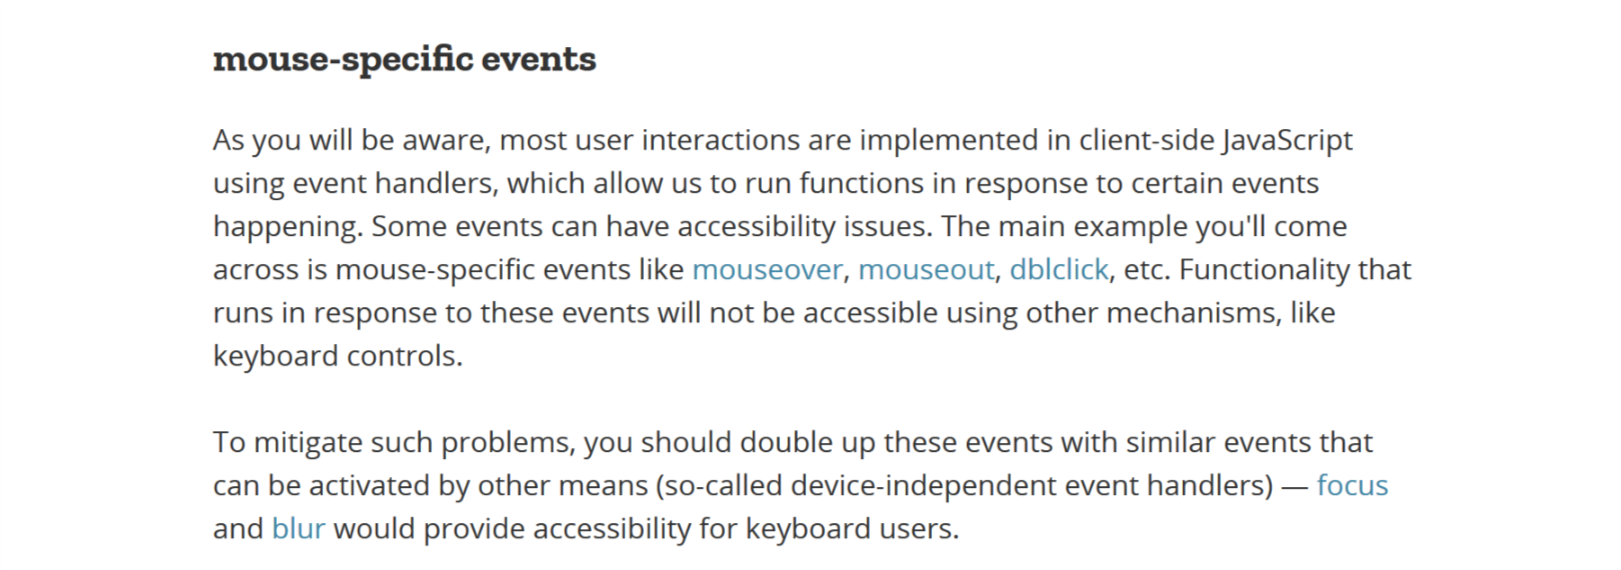 mouse-specific events
As you will be aware, most user interactions are implemented in client-side JavaScript
using event handlers, which allow us to run functions in response to certain events
happening. Some events can have accessibility issues. The main example you'll come
across is mouse-specific events like mouseover, mouseout, dblclick, etc. Functionality that
runs in response to these events will not be accessible using other mechanisms, like
keyboard controls.
To mitigate such problems, you should double up these events with similar events that
can be activated by other means (so-called device-independent event handlers) — focus
and blur would provide accessibility for keyboard users.